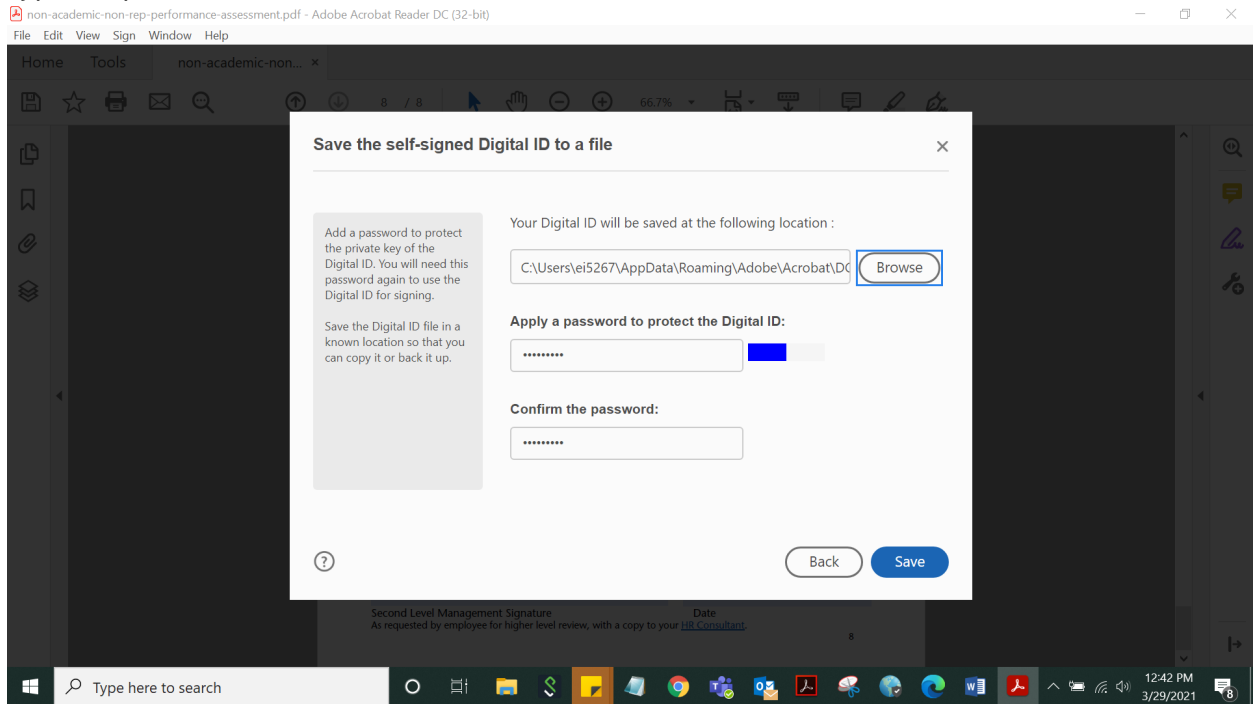 non-academic-non-rep-performance-assessment.pdf - Adobe Acrobat Reader DC (32-bit)
File Edit View Sign Window Help
Home Tools non-academic-non... ×
8 / 8 66.7%
Save the self-signed Digital ID to a file
Add a password to protect
the private key of the
Digital ID. You will need this
password again to use the
Digital ID for signing.
Save the Digital ID file in a
known location so that you
can copy it or back it up.
Your Digital ID will be saved at the following location :
C:\Users\ei5267\AppData\Roaming\Adobe\Acrobat\DC
Browse
Apply a password to protect the Digital ID:
•••••••••
Confirm the password:
•••••••••
Back Save
Second Level Management Signature Date
As requested by employee for higher level review, with a copy to your HR Consultant.
8
Type here to search
12:42 PM
3/29/2021
8